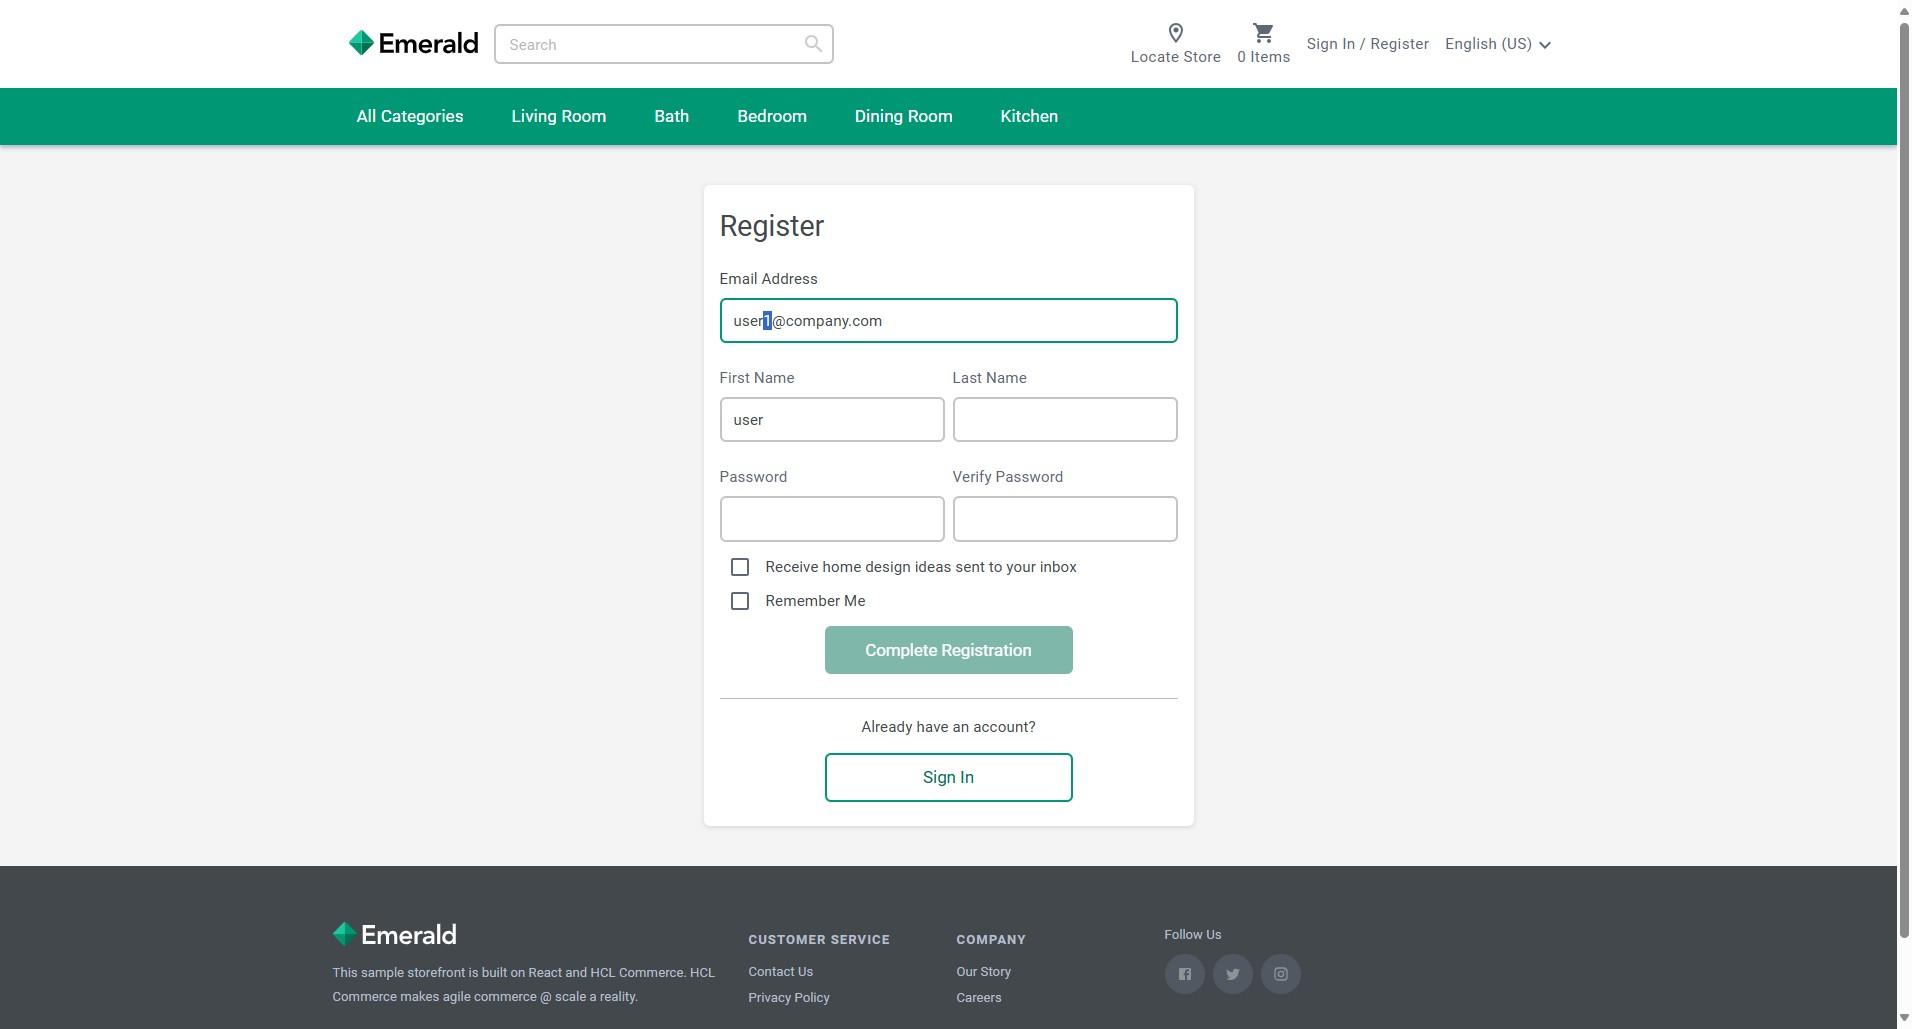 Emerald
Search
Locate Store
0 Items
Sign In / Register
English (US)
All Categories
Living Room
Bath
Bedroom
Dining Room
Kitchen
Register
Email Address
user1@company.com
First Name
Last Name
user
Password
Verify Password
Receive home design ideas sent to your inbox
Remember Me
Complete Registration
Already have an account?
Sign In
Emerald
This sample storefront is built on React and HCL Commerce. HCL
Commerce makes agile commerce @ scale a reality.
CUSTOMER SERVICE
Contact Us
Privacy Policy
COMPANY
Our Story
Careers
Follow Us